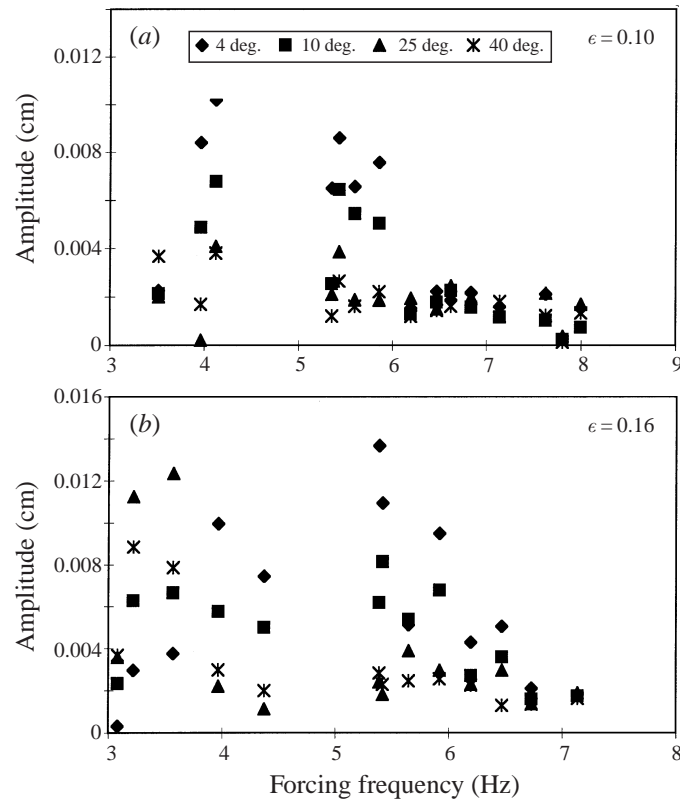 (a)
4 deg. 10 deg. 25 deg. 40 deg.
ϵ = 0.10
0.012
0.008
0.004
0
Amplitude (cm)
3 4 5 6 7 8 9
(b)
ϵ = 0.16
0.016
0.012
0.008
0.004
0
Amplitude (cm)
3 4 5 6 7 8
Forcing frequency (Hz)